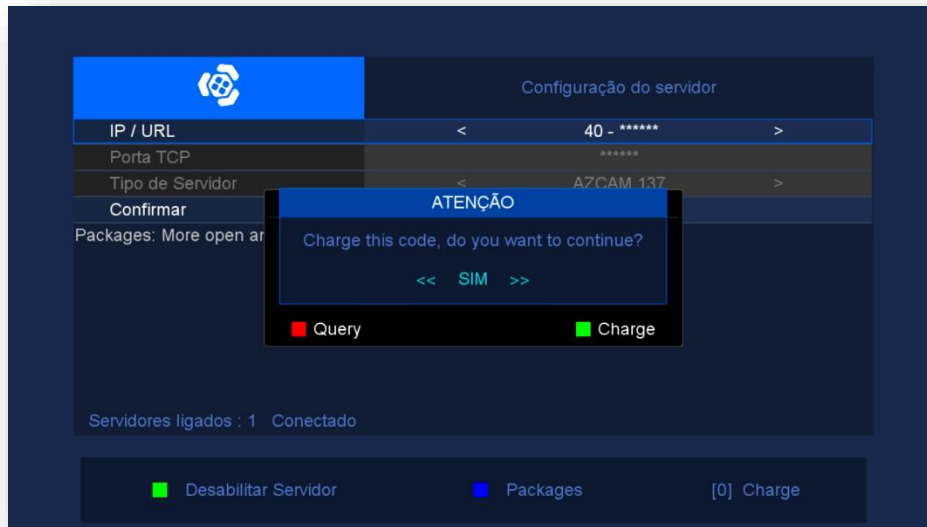 Configuração do servidor
IP / URL < 40 - ****** >
Porta TCP ******
Tipo de Servidor < AZCAM 137 >
Confirmar
ATENÇÃO
Packages: More open ar
Charge this code, do you want to continue?
<< SIM >>
Query Charge
Servidores ligados : 1 Conectado
Desabilitar Servidor Packages [0] Charge